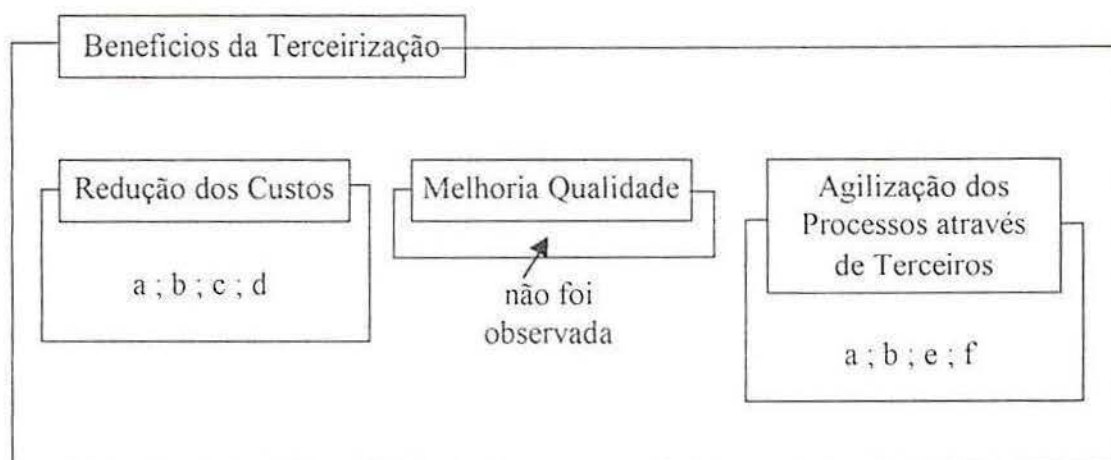 Benefícios da Terceirização
Redução dos Custos
a ; b ; c ; d
Melhoria Qualidade
não foi
observada
Agilização dos
Processos através
de Terceiros
a ; b ; e ; f